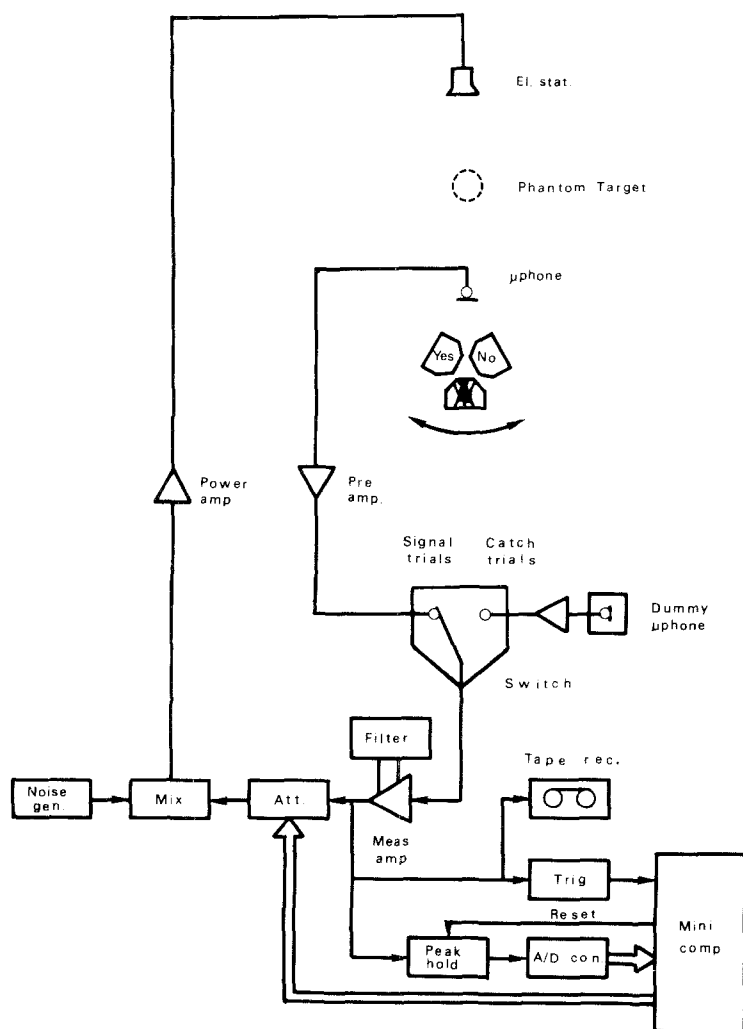 El. stat.
Phantom Target
µphone
Yes
No
Power
amp
Pre
amp.
Signal
trials
Catch
trials
Dummy
µphone
Switch
Filter
Tape rec.
Noise
gen.
Mix
Att.
Meas
amp
Trig
Reset
Mini
comp
Peak
hold
A/D con